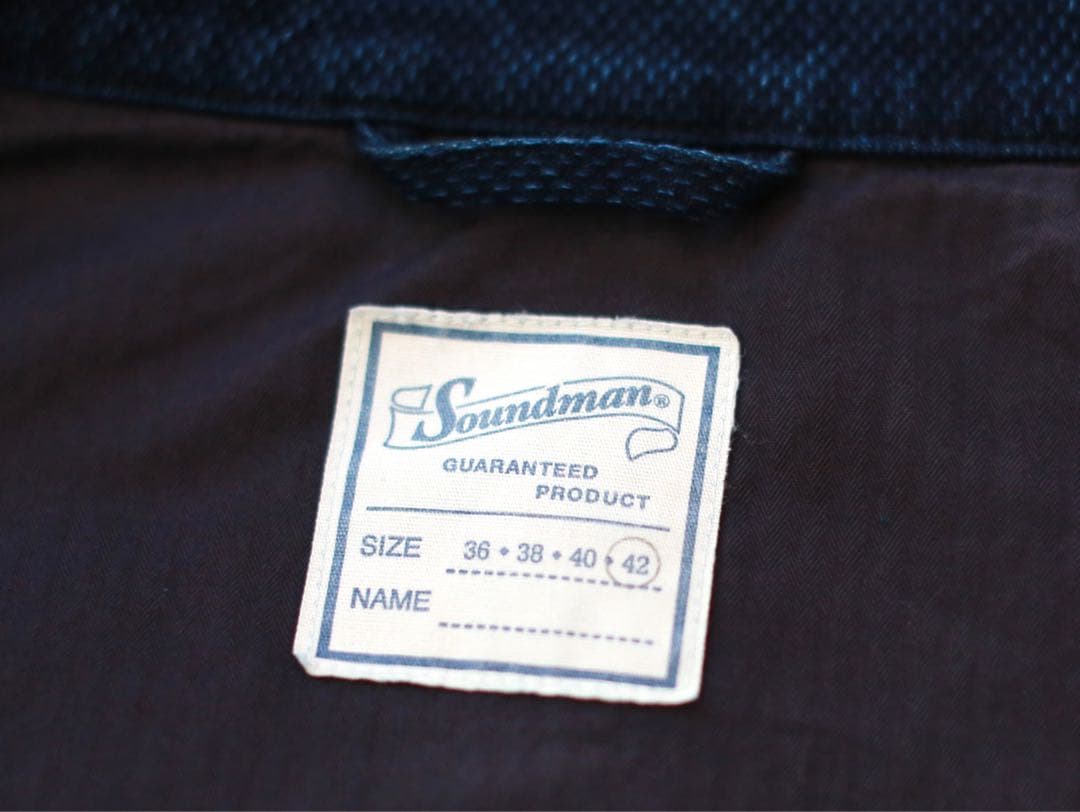 Soundman®
GUARANTEED
PRODUCT
SIZE 36 • 38 • 40 • 42
NAME